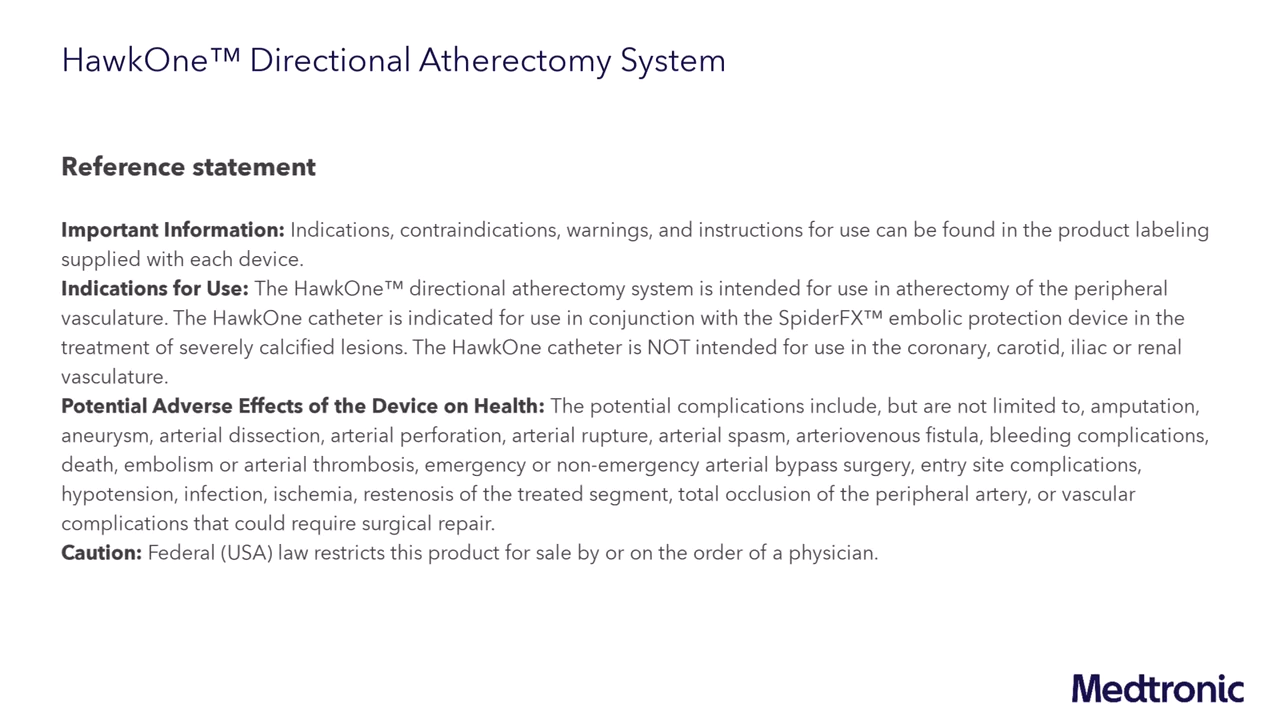 HawkOne™ Directional Atherectomy System
Reference statement
Important Information: Indications, contraindications, warnings, and instructions for use can be found in the product labeling
supplied with each device.
Indications for Use: The HawkOne™ directional atherectomy system is intended for use in atherectomy of the peripheral
vasculature. The HawkOne catheter is indicated for use in conjunction with the SpiderFX™ embolic protection device in the
treatment of severely calcified lesions. The HawkOne catheter is NOT intended for use in the coronary, carotid, iliac or renal
vasculature.
Potential Adverse Effects of the Device on Health: The potential complications include, but are not limited to, amputation,
aneurysm, arterial dissection, arterial perforation, arterial rupture, arterial spasm, arteriovenous fistula, bleeding complications,
death, embolism or arterial thrombosis, emergency or non-emergency arterial bypass surgery, entry site complications,
hypotension, infection, ischemia, restenosis of the treated segment, total occlusion of the peripheral artery, or vascular
complications that could require surgical repair.
Caution: Federal (USA) law restricts this product for sale by or on the order of a physician.
Medtronic